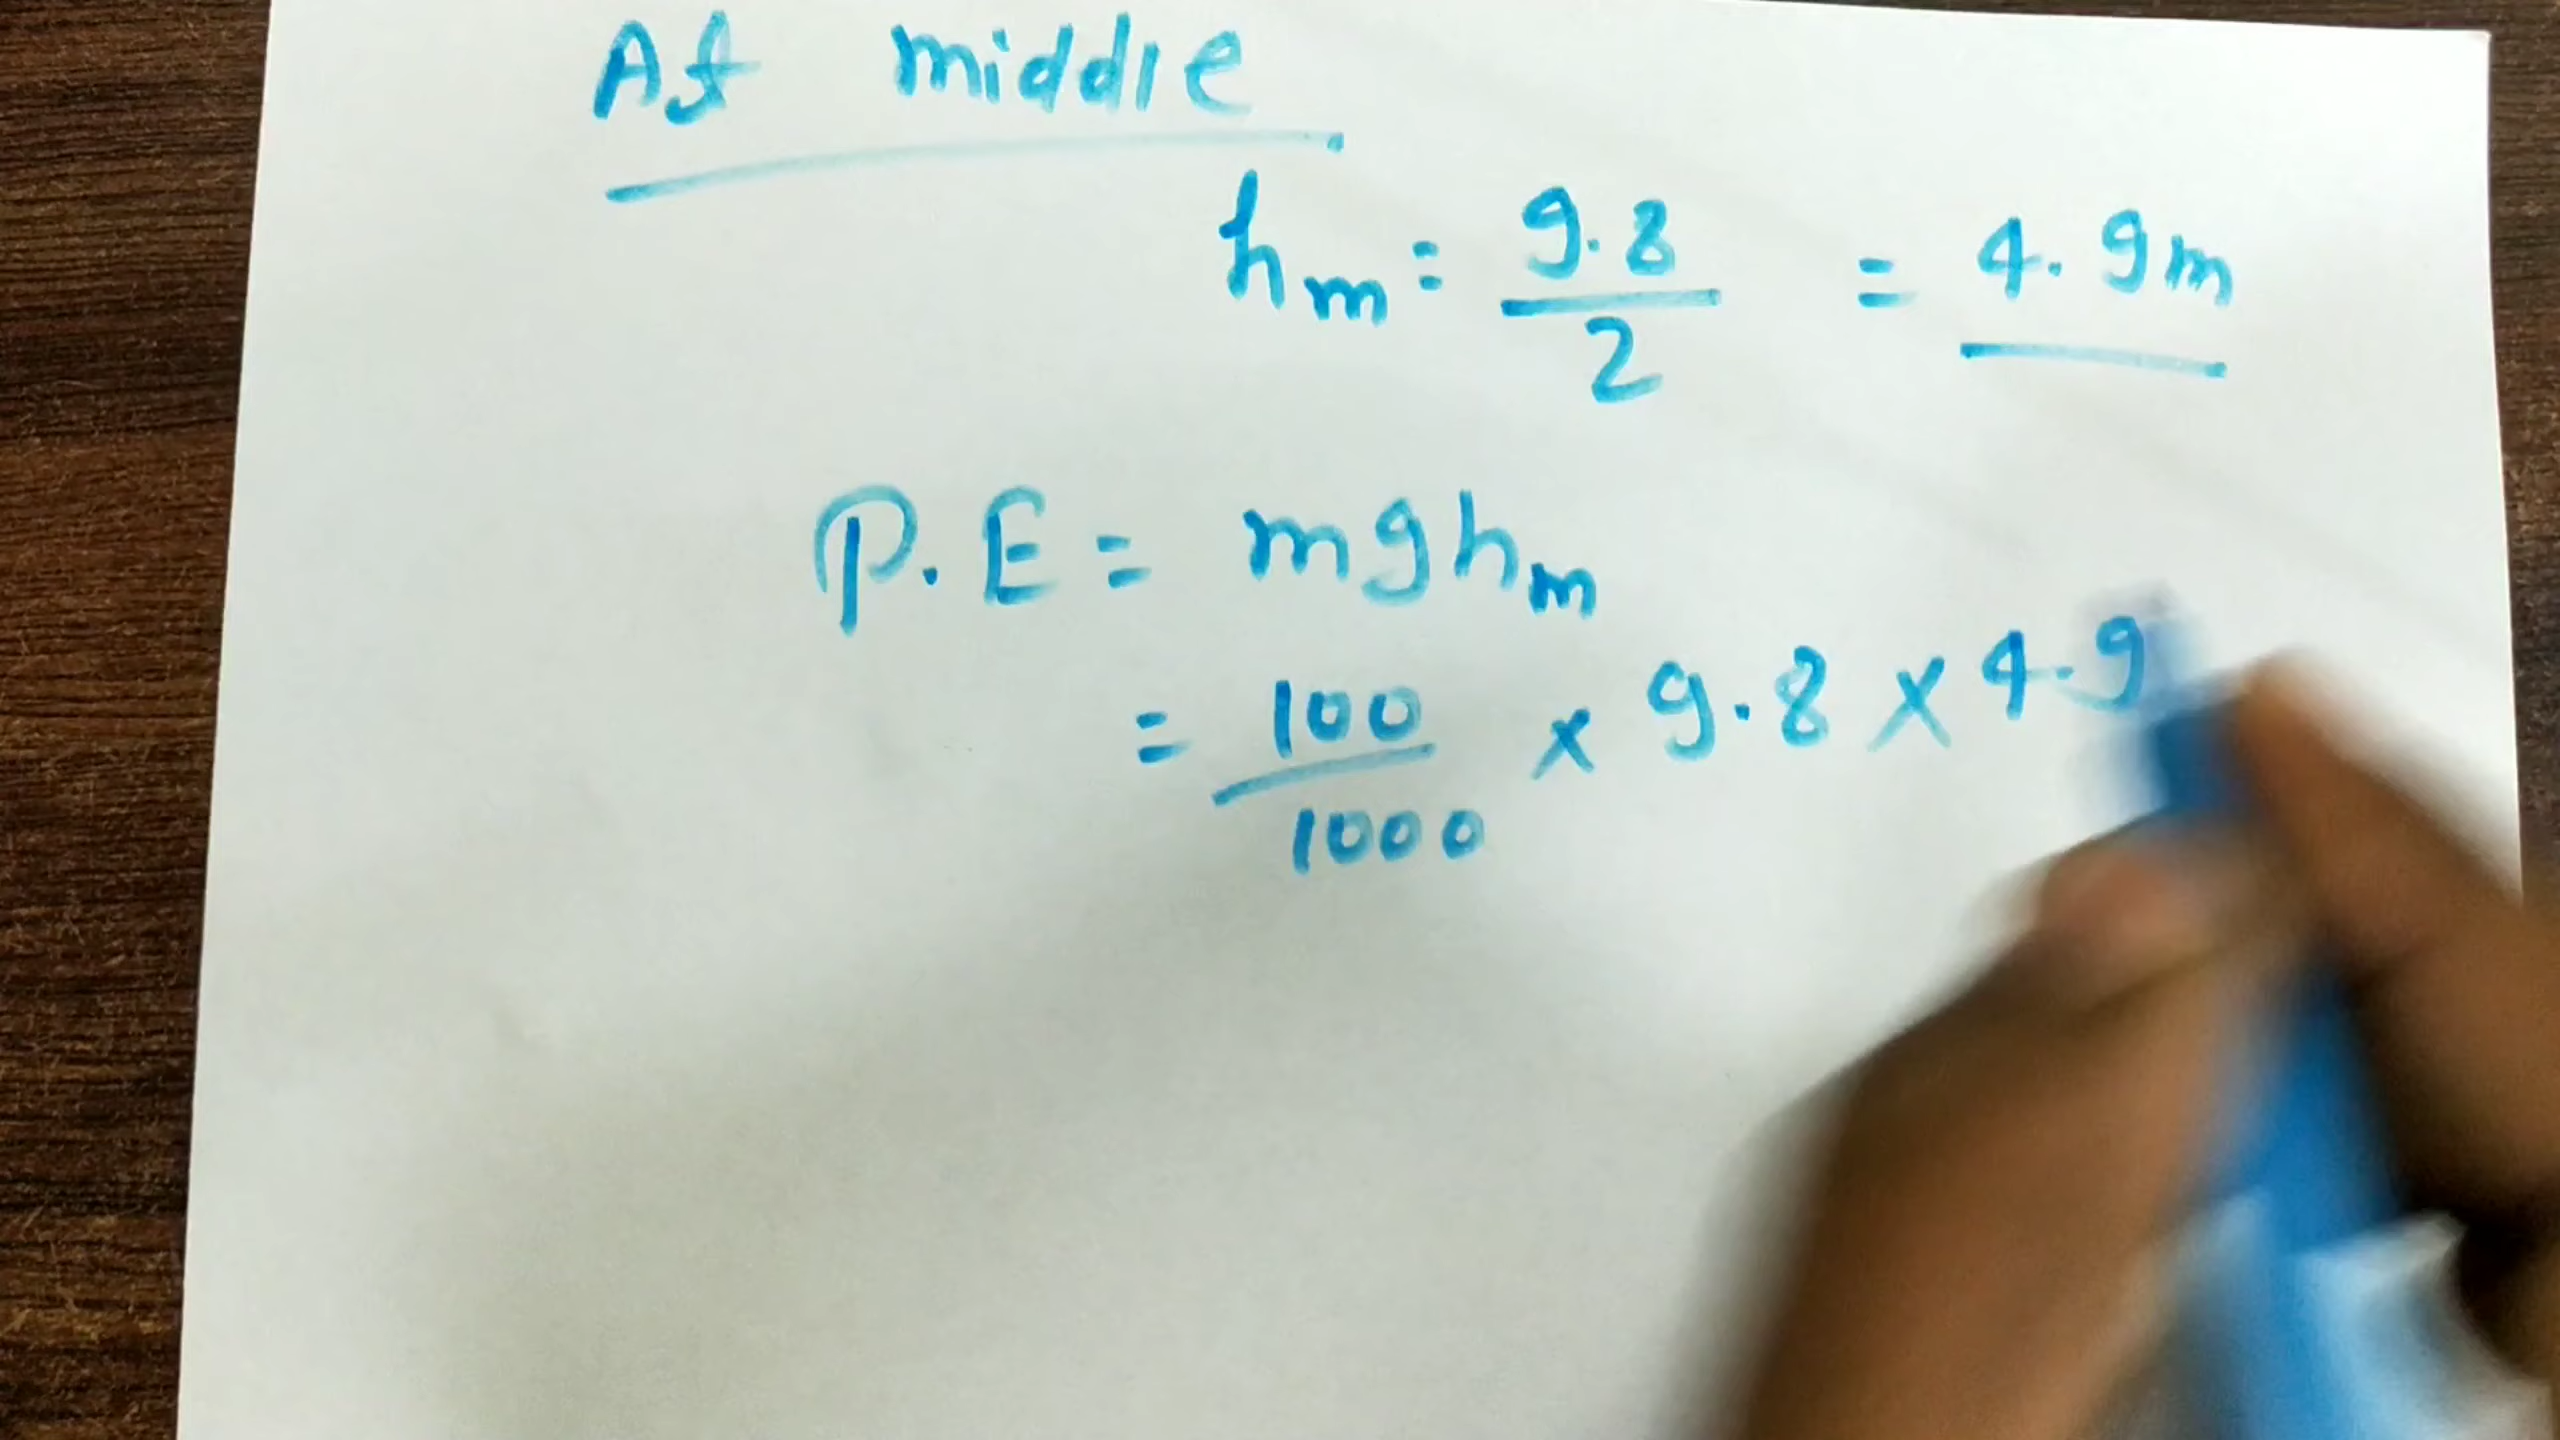 At middle
hm = 9.8/2 = 4.9m
P.E = mghm
= 100/1000 × 9.8 × 4.9